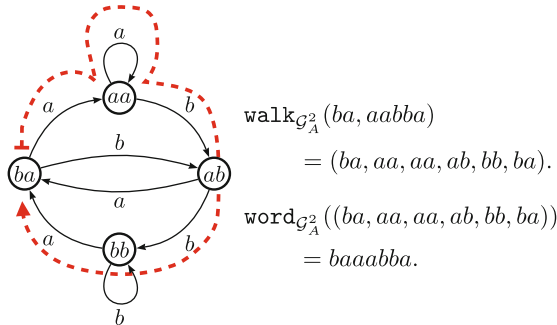 a
aa
a
b
walk_{𝒢_A^2}(ba, aabba)
b
= (ba, aa, aa, ab, bb, ba).
ba
ab
a
word_{𝒢_A^2}((ba, aa, aa, ab, bb, ba))
a
b
bb
= baaabba.
b